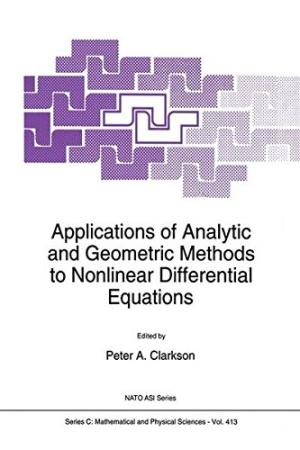 Applications of Analytic
and Geometric Methods
to Nonlinear Differential
Equations
Edited by
Peter A. Clarkson
NATO ASI Series
Series C: Mathematical and Physical Sciences - Vol. 413